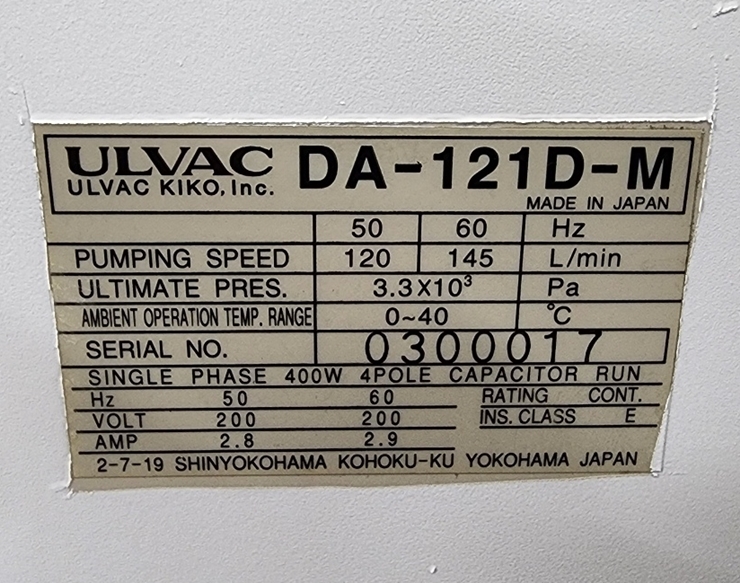 ULVAC DA-121D-M
ULVAC KIKO, Inc.
MADE IN JAPAN
50 60 Hz
PUMPING SPEED 120 145 L/min
ULTIMATE PRES. 3.3X10³ Pa
AMBIENT OPERATION TEMP. RANGE 0~40 °C
SERIAL NO. 0300017
SINGLE PHASE 400W 4POLE CAPACITOR RUN
Hz 50 60 RATING CONT.
VOLT 200 200 INS. CLASS E
AMP 2.8 2.9
2-7-19 SHINYOKOHAMA KOHOKU-KU YOKOHAMA JAPAN